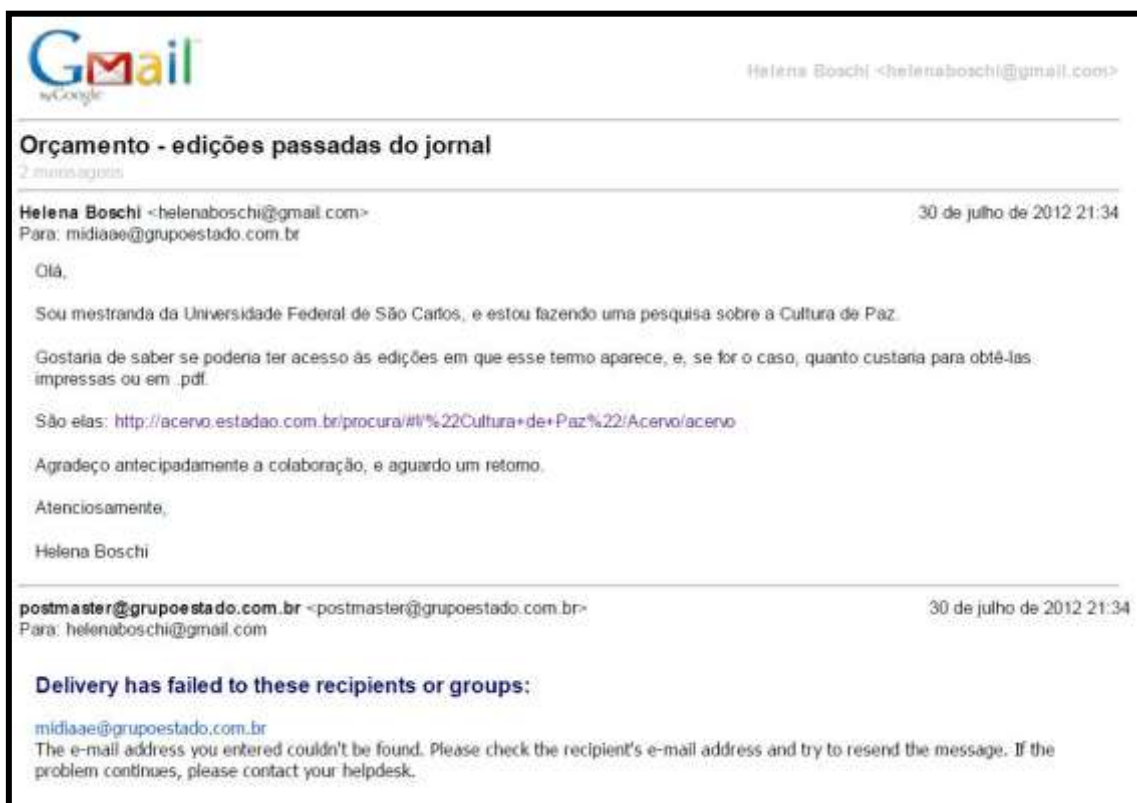 Gmail
by Google
Helena Boschi <helenaboschi@gmail.com>
Orçamento - edições passadas do jornal
2 mensagens
Helena Boschi <helenaboschi@gmail.com> 30 de julho de 2012 21:34
Para: midiaae@grupoestado.com.br
Olá,
Sou mestranda da Universidade Federal de São Carlos, e estou fazendo uma pesquisa sobre a Cultura de Paz.
Gostaria de saber se poderia ter acesso às edições em que esse termo aparece, e, se for o caso, quanto custaria para obtê-las
impressas ou em .pdf.
São elas: http://acervo.estadao.com.br/procura/#!/%22Cultura+de+Paz%22/Acervo/acervo
Agradeço antecipadamente a colaboração, e aguardo um retorno.
Atenciosamente,
Helena Boschi
postmaster@grupoestado.com.br <postmaster@grupoestado.com.br> 30 de julho de 2012 21:34
Para: helenaboschi@gmail.com
Delivery has failed to these recipients or groups:
midiaae@grupoestado.com.br
The e-mail address you entered couldn't be found. Please check the recipient's e-mail address and try to resend the message. If the
problem continues, please contact your helpdesk.